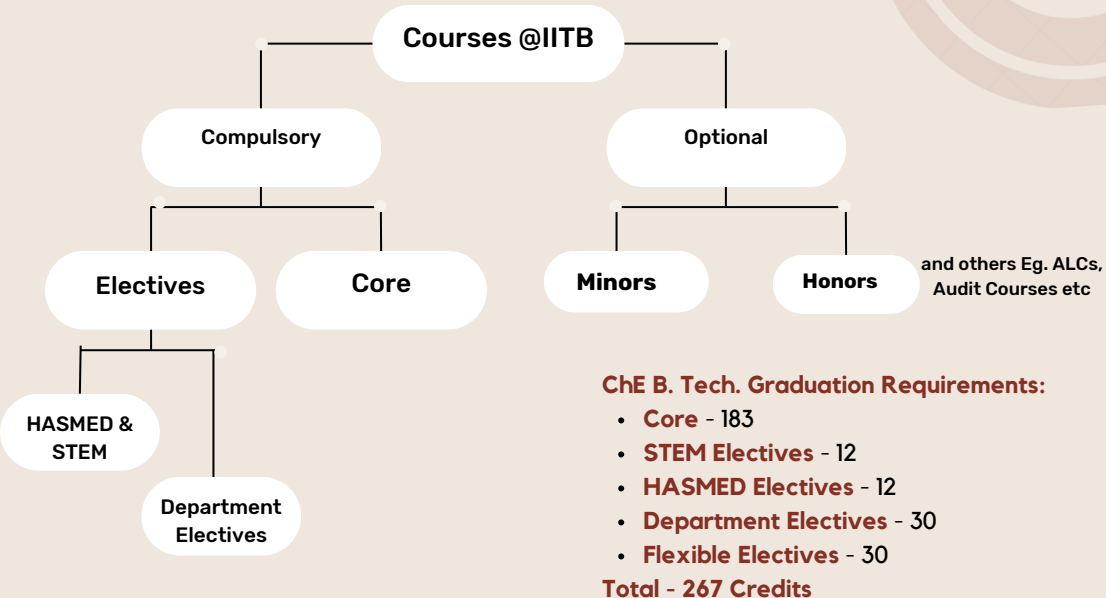 Courses @IITB
Compulsory
Optional
Electives
Core
Minors
Honors
and others Eg. ALCs,
Audit Courses etc
HASMED &
STEM
Department
Electives
ChE B. Tech. Graduation Requirements:
• Core - 183
• STEM Electives - 12
• HASMED Electives - 12
• Department Electives - 30
• Flexible Electives - 30
Total - 267 Credits